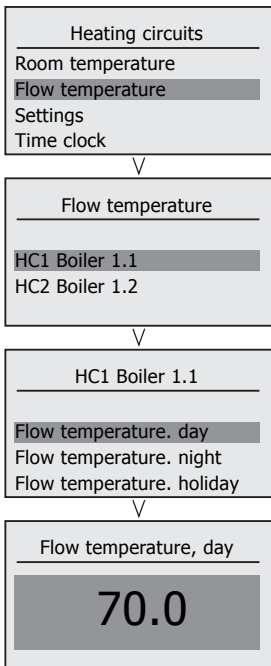 Heating circuits
Room temperature
Flow temperature
Settings
Time clock
Flow temperature
HC1 Boiler 1.1
HC2 Boiler 1.2
HC1 Boiler 1.1
Flow temperature. day
Flow temperature. night
Flow temperature. holiday
Flow temperature, day
70.0